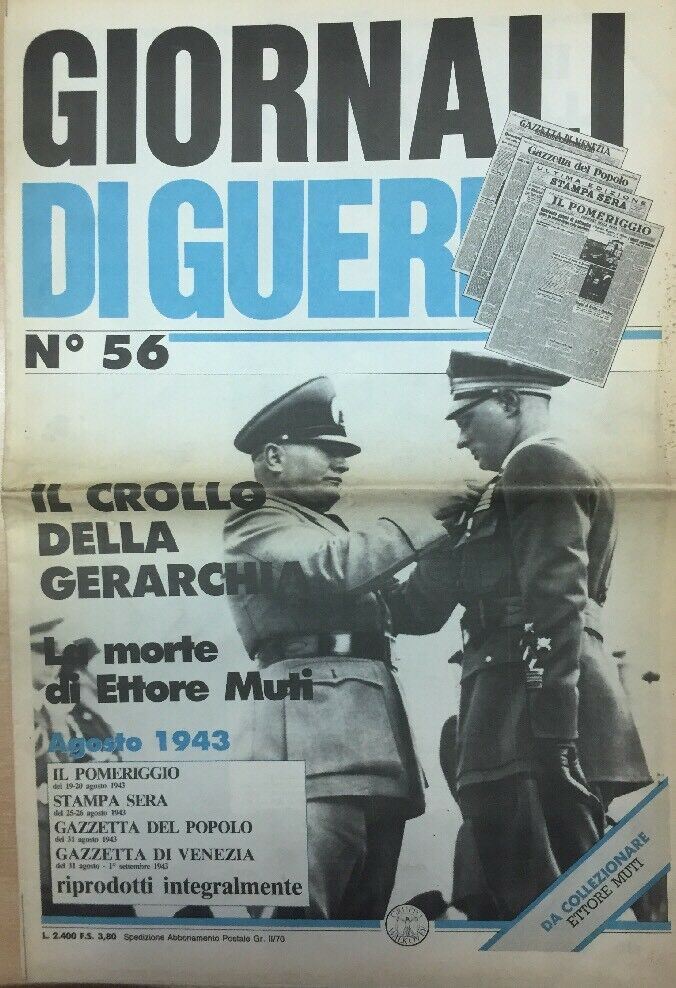 GIORNALI
DI GUERR
GAZZETTA DI VENEZIA
Gazzetta del Popolo
ULTIMA EDIZIONE
STAMPA SERA
IL POMERIGGIO
N° 56
IL CROLLO
DELLA
GERARCHIA
La morte
di Ettore Muti
Agosto 1943
IL POMERIGGIO
del 19-20 agosto 1943
STAMPA SERA
del 25-26 agosto 1943
GAZZETTA DEL POPOLO
del 31 agosto 1943
GAZZETTA DI VENEZIA
del 31 agosto - 1° settembre 1943
riprodotti integralmente
DA COLLEZIONARE
ETTORE MUTI
L. 2.400 F.S. 3,80 Spedizione Abbonamento Postale Gr. II/70